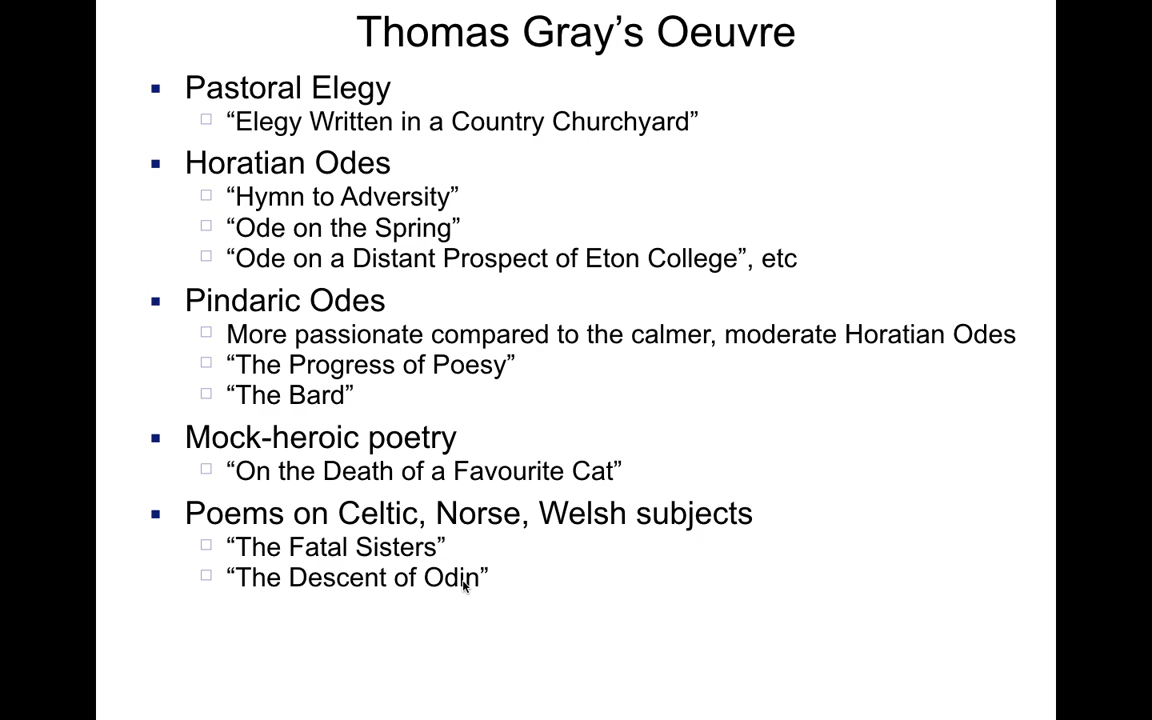 Thomas Gray’s Oeuvre
Pastoral Elegy
“Elegy Written in a Country Churchyard”
Horatian Odes
“Hymn to Adversity”
“Ode on the Spring”
“Ode on a Distant Prospect of Eton College”, etc
Pindaric Odes
More passionate compared to the calmer, moderate Horatian Odes
“The Progress of Poesy”
“The Bard”
Mock-heroic poetry
“On the Death of a Favourite Cat”
Poems on Celtic, Norse, Welsh subjects
“The Fatal Sisters”
“The Descent of Odin”